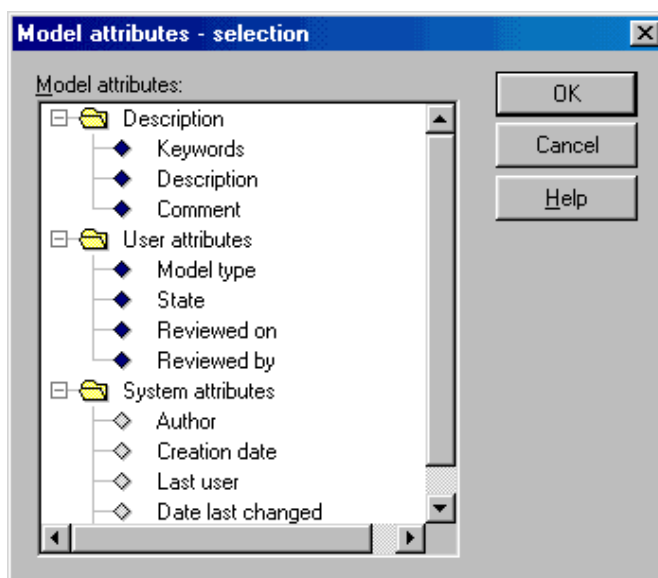 Model attributes - selection
Model attributes:
Description
Keywords
Description
Comment
User attributes
Model type
State
Reviewed on
Reviewed by
System attributes
Author
Creation date
Last user
Date last changed
OK
Cancel
Help